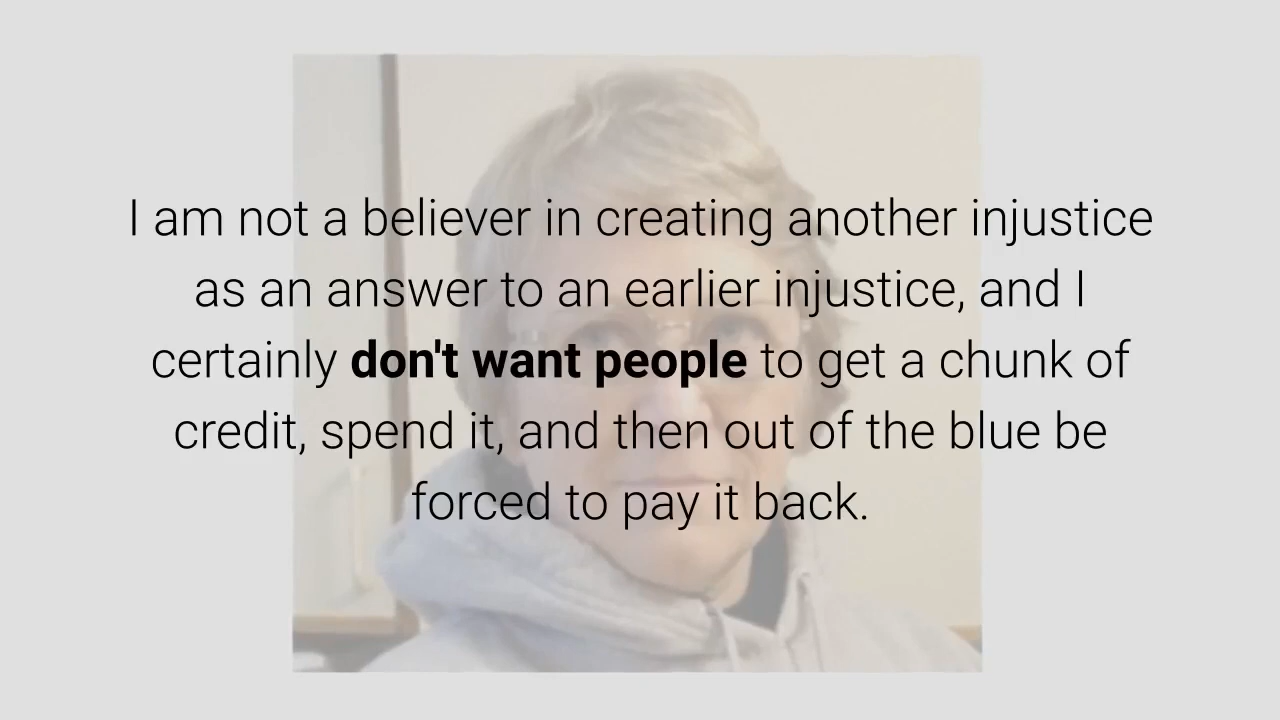 I am not a believer in creating another injustice
as an answer to an earlier injustice, and I
certainly don't want people to get a chunk of
credit, spend it, and then out of the blue be
forced to pay it back.